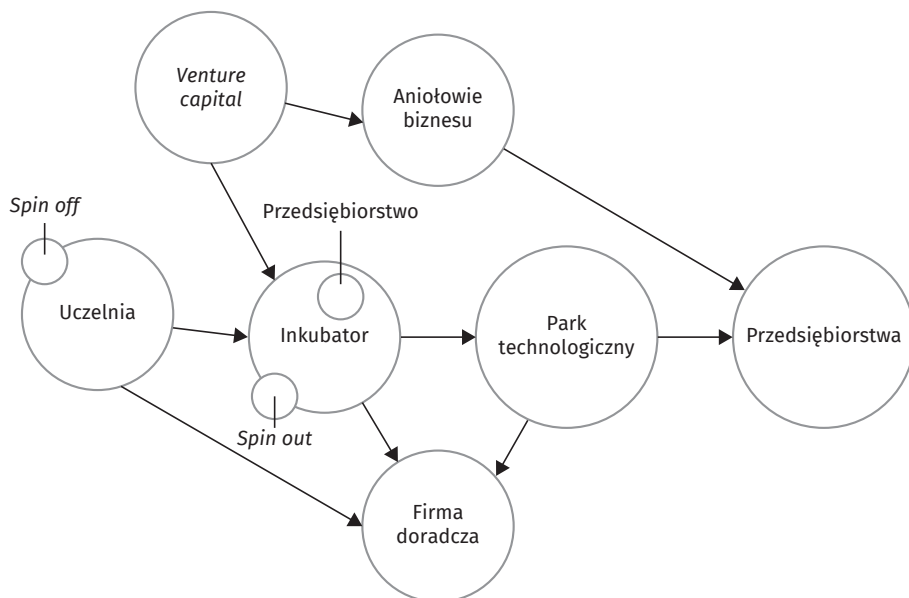 Venture
capital
Aniołowie
biznesu
Spin off
Przedsiębiorstwo
Uczelnia
Inkubator
Park
technologiczny
Przedsiębiorstwa
Spin out
Firma
doradcza